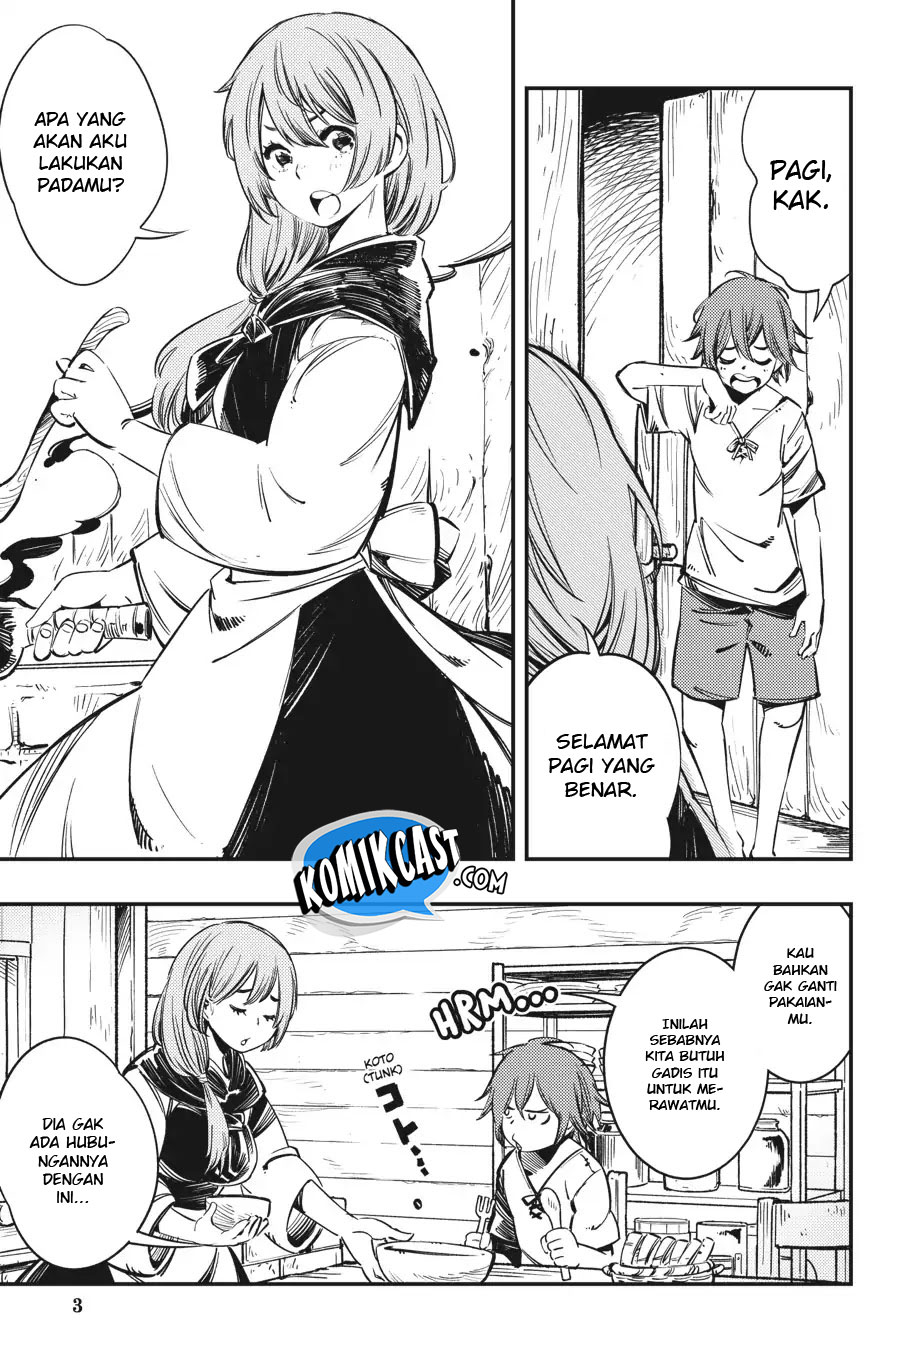 PAGI,
KAK.
SELAMAT
PAGI YANG
BENAR.
APA YANG
AKAN AKU
LAKUKAN
PADAMU?
KOMIKCAST
.COM
KAU
BAHKAN
GAK GANTI
PAKAIAN-
MU.
INILAH
SEBABNYA
KITA BUTUH
GADIS ITU
UNTUK ME-
RAWATMU.
HRM...
KOTO
(TUNK)
コト…。
DIA GAK
ADA HUBU-
NGANNYA
DENGAN
INI...
3